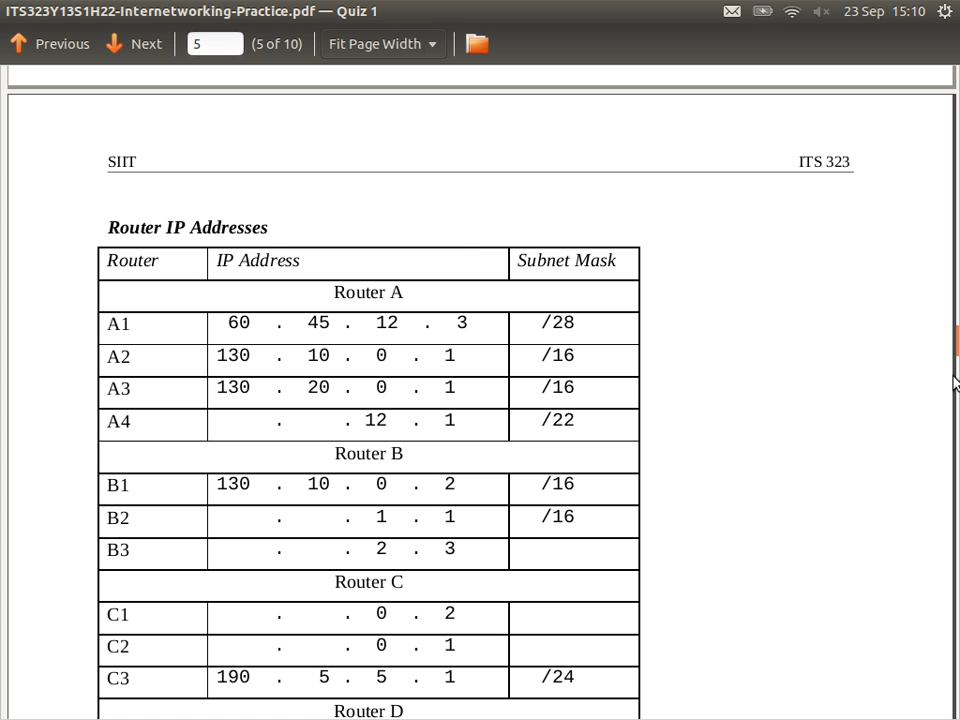 ITS323Y13S1H22-Internetworking-Practice.pdf — Quiz 1 23 Sep 15:10
Previous Next 5 (5 of 10) Fit Page Width
SIIT ITS 323
Router IP Addresses
Router IP Address Subnet Mask
Router A
A1 60 . 45 . 12 . 3 /28
A2 130 . 10 . 0 . 1 /16
A3 130 . 20 . 0 . 1 /16
A4 . . 12 . 1 /22
Router B
B1 130 . 10 . 0 . 2 /16
B2 . . 1 . 1 /16
B3 . . 2 . 3
Router C
C1 . . 0 . 2
C2 . . 0 . 1
C3 190 . 5 . 5 . 1 /24
Router D